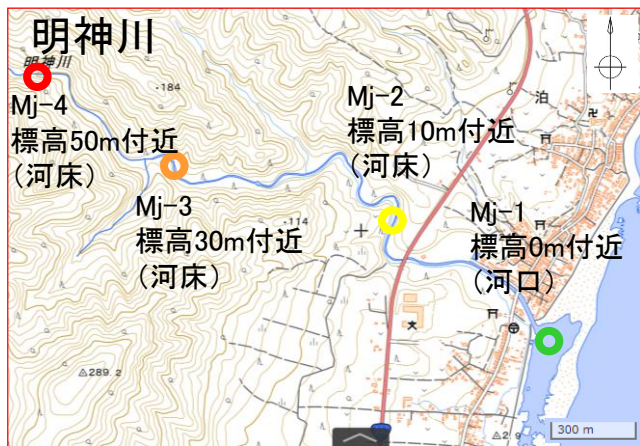 明神川
明神川
Mj-4
標高50m付近
(河床)
・184
Mj-3
標高30m付近
(河床)
Mj-2
標高10m付近
(河床)
・114
Mj-1
標高0m付近
(河口)
泊
卍
△289.2
300 m